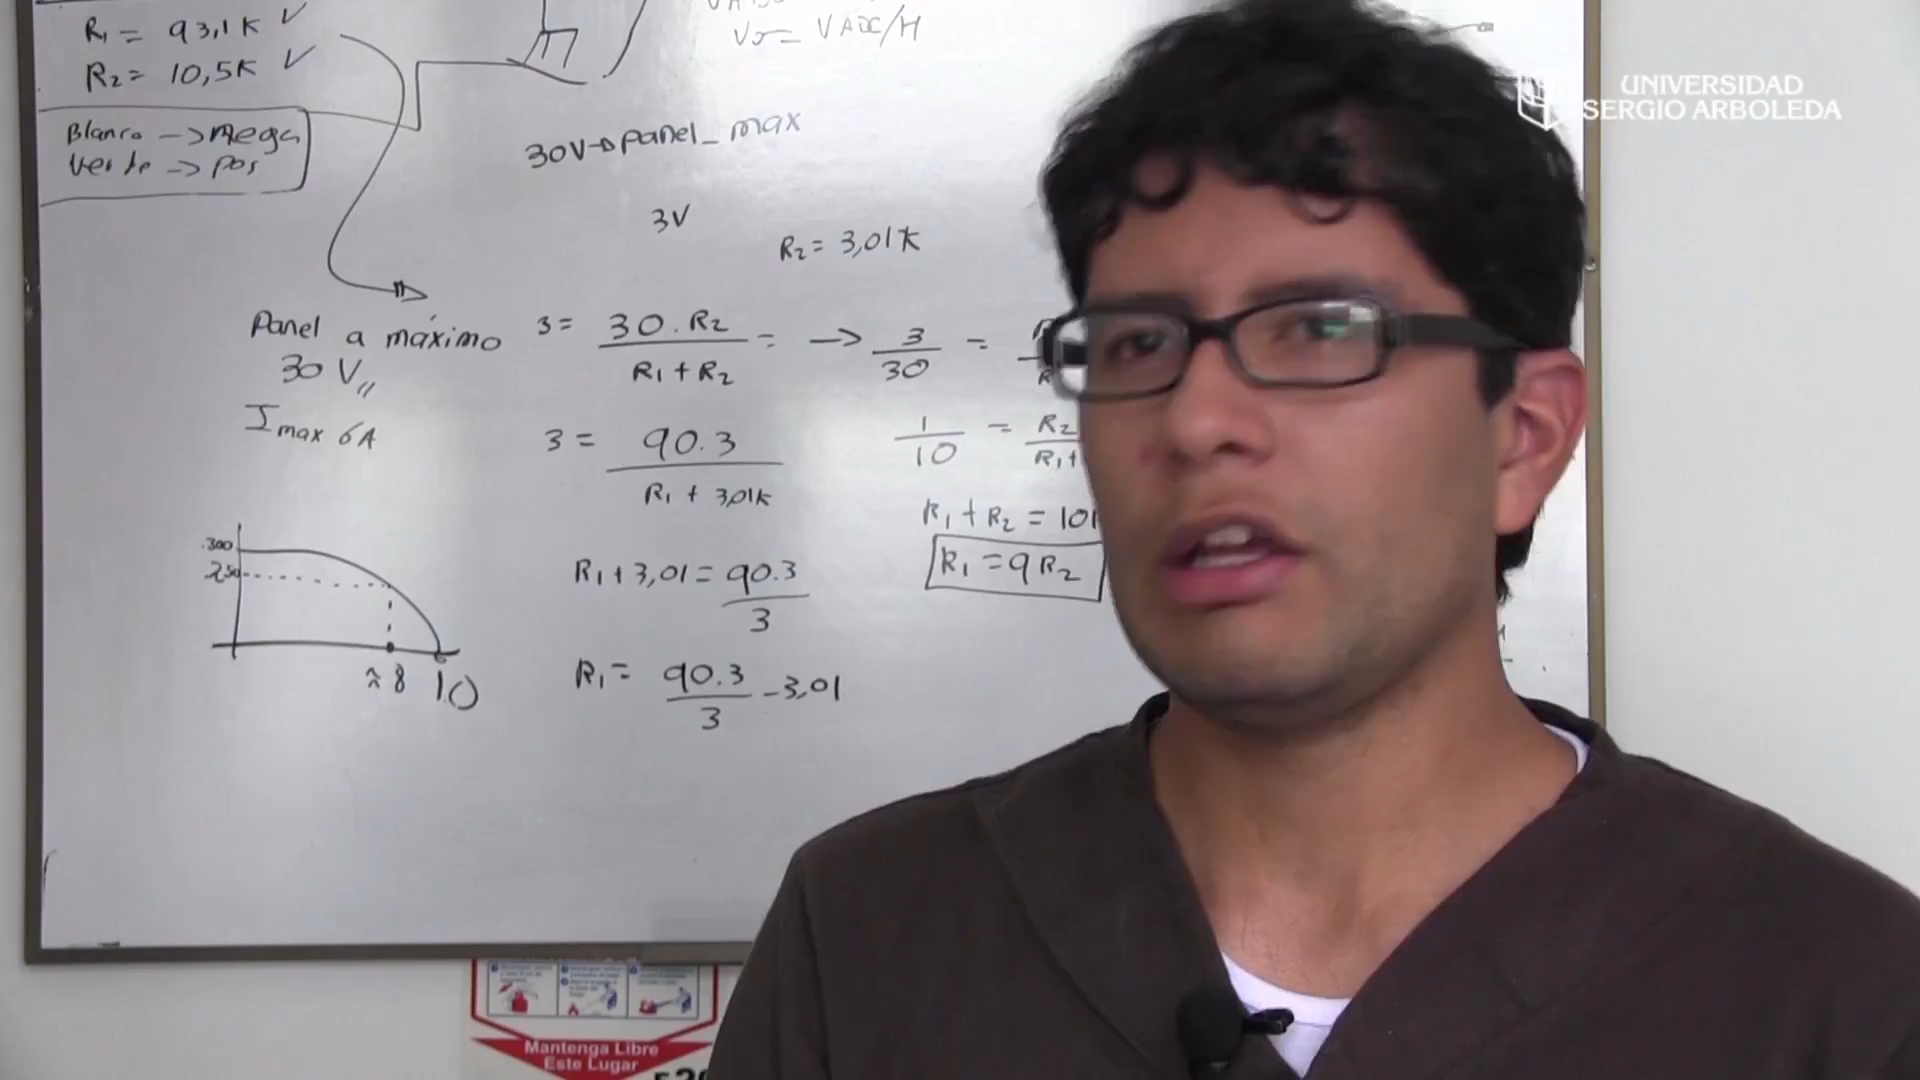 R₁ = 93,1K ✓
R₂ = 10,5K ✓
Vo = VADC/H
UNIVERSIDAD
SERGIO ARBOLEDA
Blanco -> Mega
Verde -> pos
30V→panel_max
3V
R₂ = 3,01K
Panel a máximo
30 V,,
Imax 6A
3 = 30.R₂ / R₁ + R₂ = → 3/30 =
3 = 90.3 / R₁ + 3,01K
1/10 = R₂ / R₁+
R₁ + R₂ = 10
R₁ = 9R₂
300
250
≈ 8 10
R₁ + 3,01 = 90.3 / 3
R₁ = 90.3 / 3 - 3,01
Mantenga Libre
Este Lugar